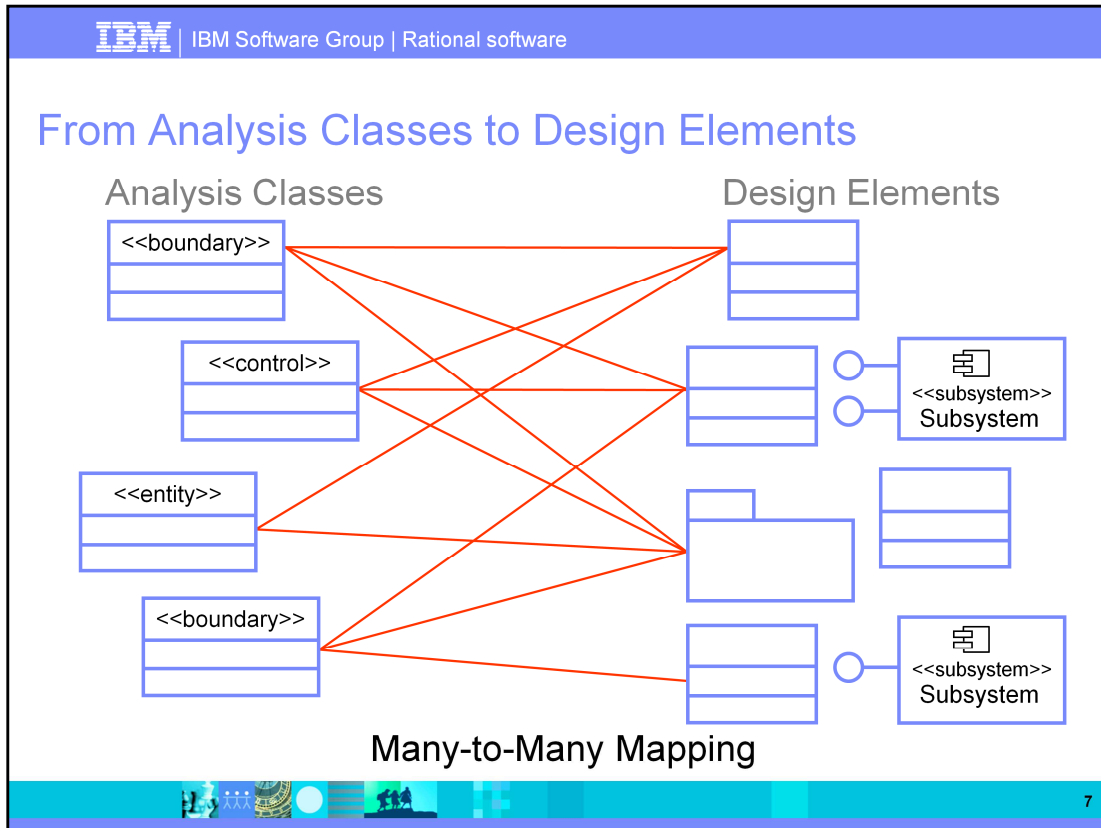 IBM | IBM Software Group | Rational software
From Analysis Classes to Design Elements
Analysis Classes
Design Elements
<<boundary>>
<<control>>
<<subsystem>>
Subsystem
<<entity>>
<<boundary>>
<<subsystem>>
Subsystem
Many-to-Many Mapping
7